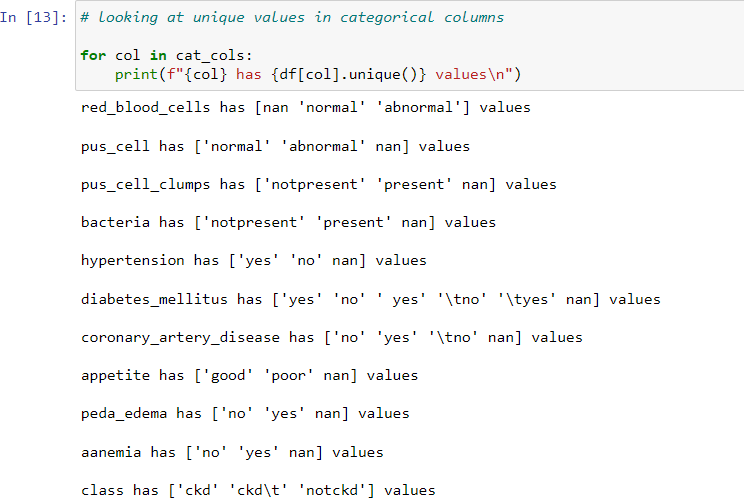 In [13]: # looking at unique values in categorical columns
for col in cat_cols:
print(f"{col} has {df[col].unique()} values\n")
red_blood_cells has [nan 'normal' 'abnormal'] values
pus_cell has ['normal' 'abnormal' nan] values
pus_cell_clumps has ['notpresent' 'present' nan] values
bacteria has ['notpresent' 'present' nan] values
hypertension has ['yes' 'no' nan] values
diabetes_mellitus has ['yes' 'no' ' yes' '\tno' '\tyes' nan] values
coronary_artery_disease has ['no' 'yes' '\tno' nan] values
appetite has ['good' 'poor' nan] values
peda_edema has ['no' 'yes' nan] values
aanemia has ['no' 'yes' nan] values
class has ['ckd' 'ckd\t' 'notckd'] values